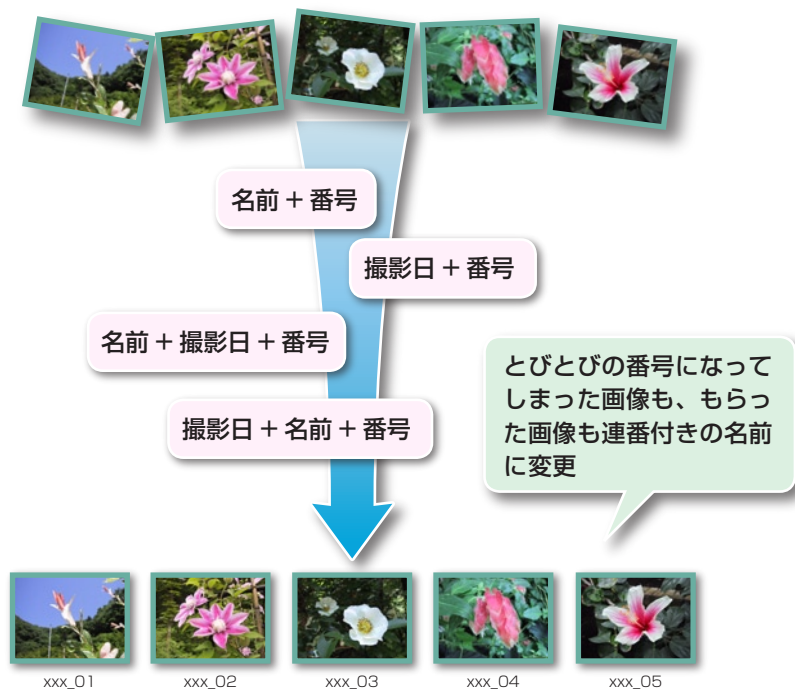 名前 + 番号
撮影日 + 番号
名前 + 撮影日 + 番号
撮影日 + 名前 + 番号
とびとびの番号になって
しまった画像も、もらっ
た画像も連番付きの名前
に変更
xxx_01
xxx_02
xxx_03
xxx_04
xxx_05